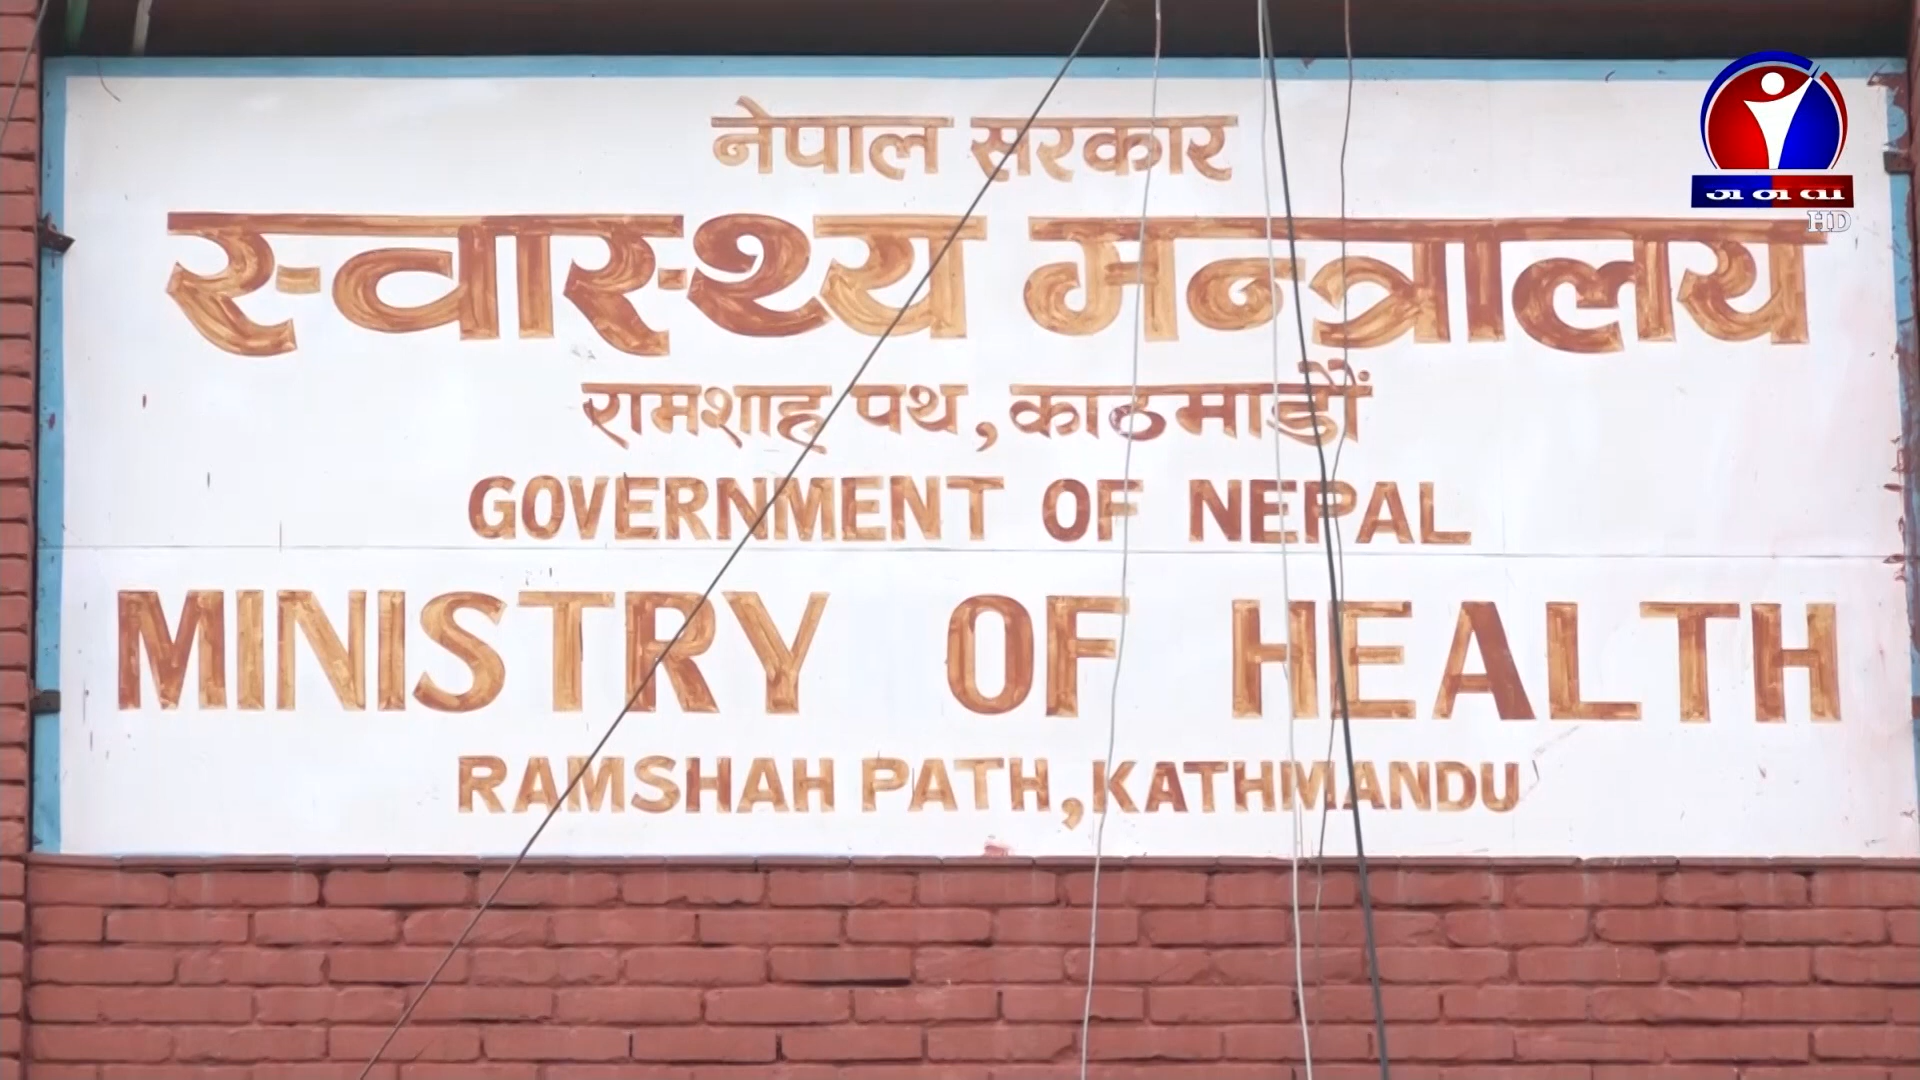 नेपाल सरकार
स्वास्थ्य मन्त्रालय
रामशाह पथ, काठमाडौं
GOVERNMENT OF NEPAL
MINISTRY OF HEALTH
RAMSHAH PATH, KATHMANDU
HD